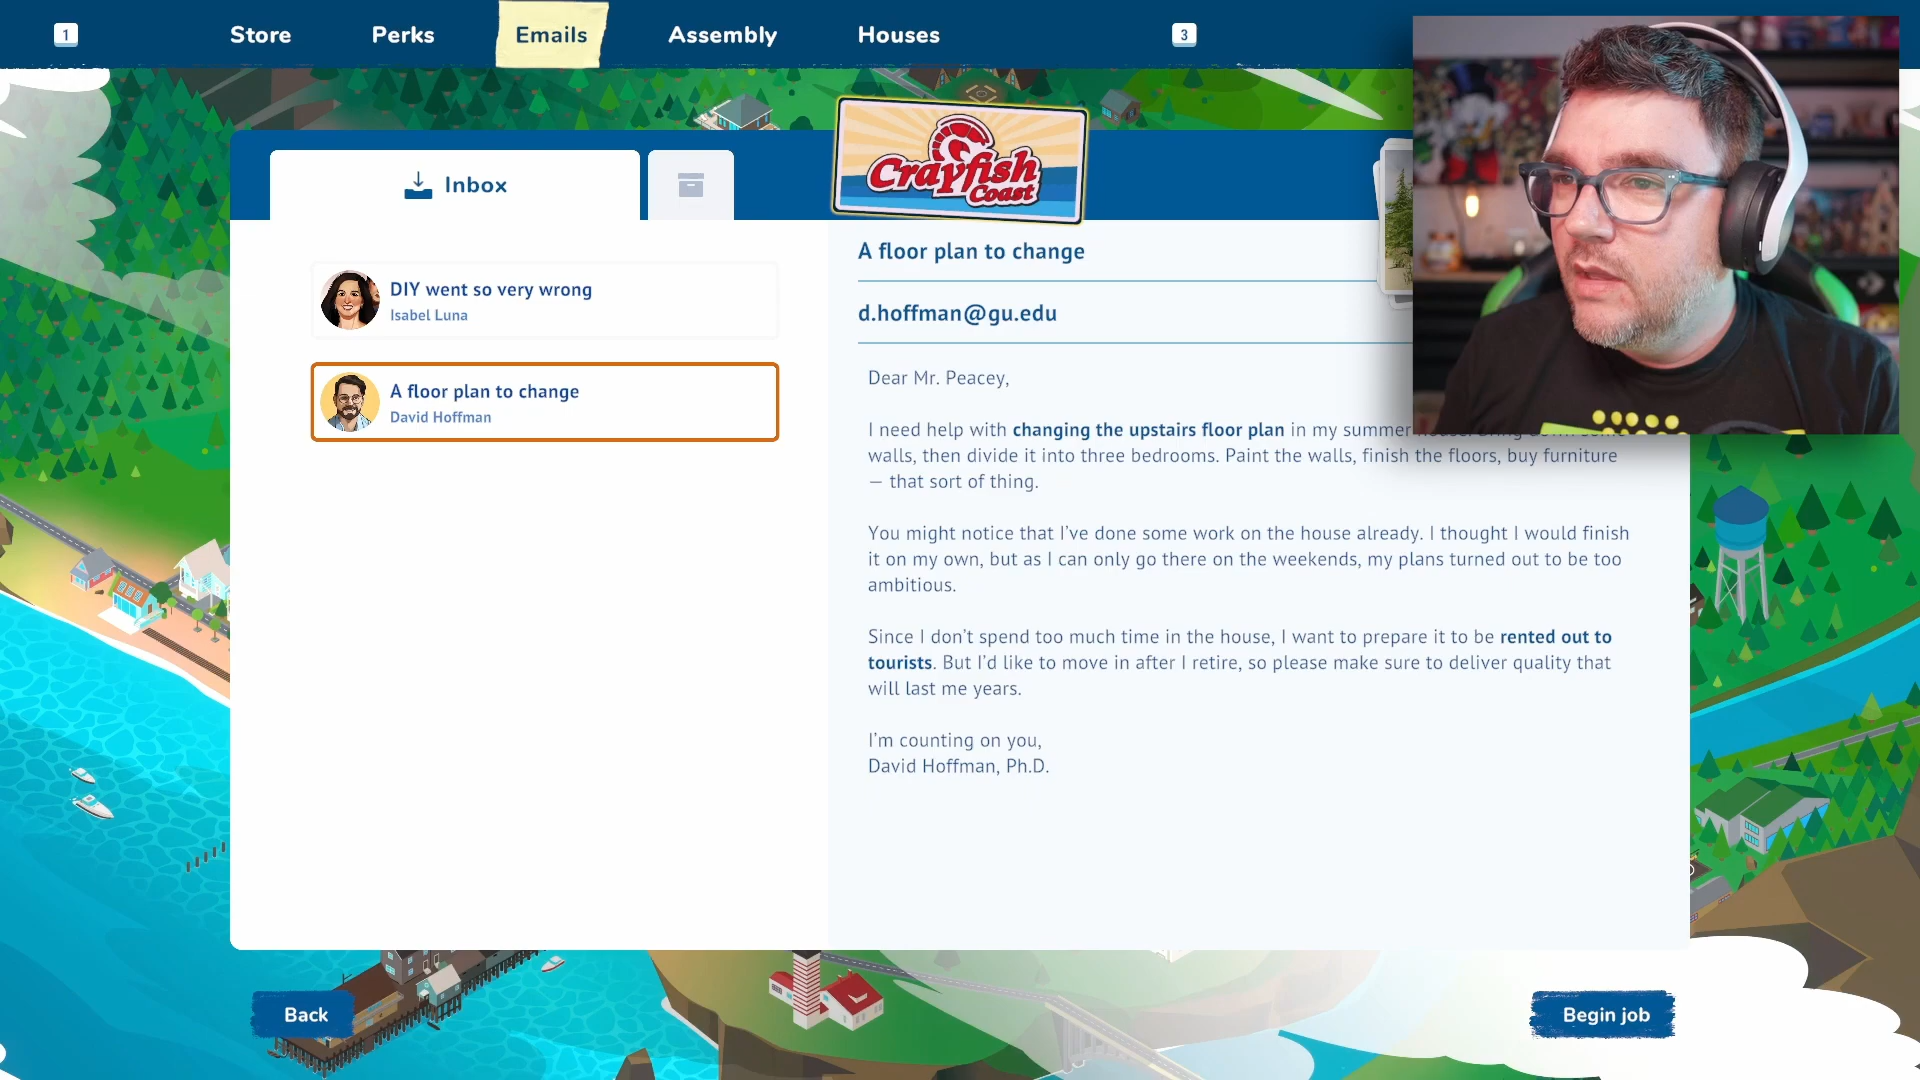 1
Store
Perks
Emails
Assembly
Houses
3
Crayfish
Coast
Inbox
DIY went so very wrong
Isabel Luna
A floor plan to change
David Hoffman
A floor plan to change
d.hoffman@gu.edu
Dear Mr. Peacey,
I need help with changing the upstairs floor plan in my summer
walls, then divide it into three bedrooms. Paint the walls, finish the floors, buy furniture
— that sort of thing.
You might notice that I've done some work on the house already. I thought I would finish
it on my own, but as I can only go there on the weekends, my plans turned out to be too
ambitious.
Since I don't spend too much time in the house, I want to prepare it to be rented out to
tourists. But I'd like to move in after I retire, so please make sure to deliver quality that
will last me years.
I'm counting on you,
David Hoffman, Ph.D.
Back
Begin job